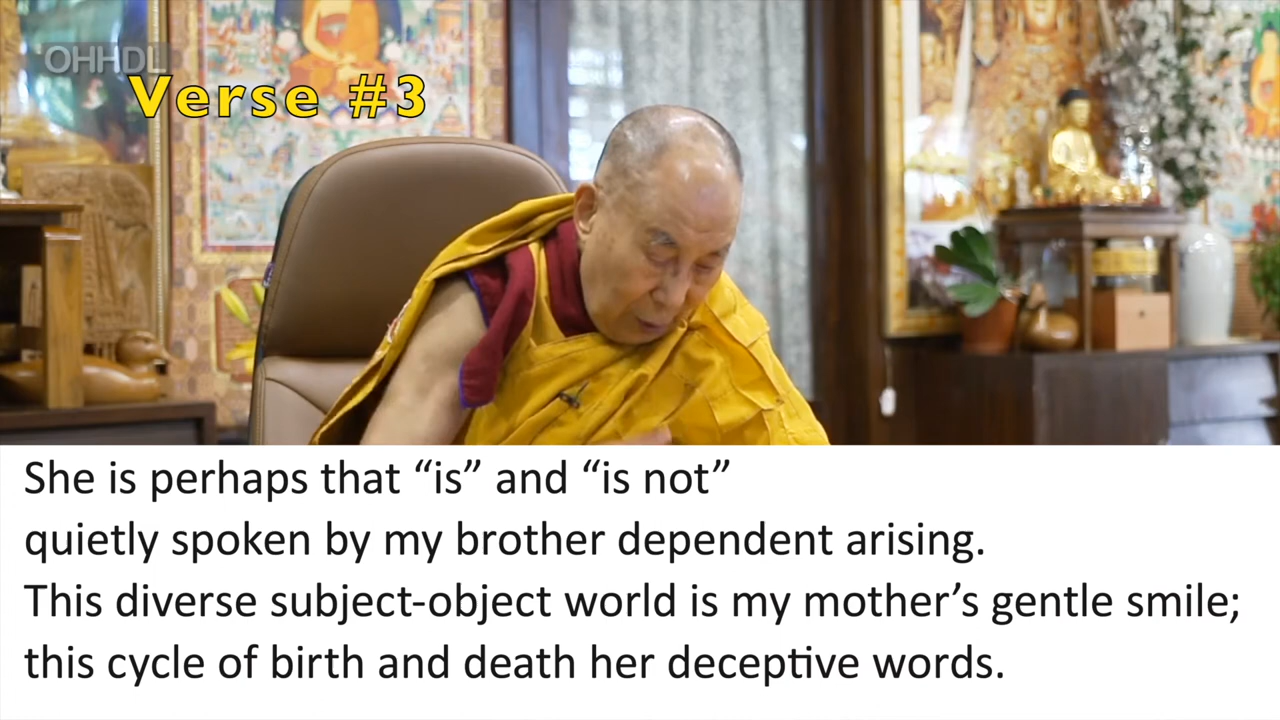 OHHDL
Verse #3
She is perhaps that “is” and “is not”
quietly spoken by my brother dependent arising.
This diverse subject-object world is my mother’s gentle smile;
this cycle of birth and death her deceptive words.